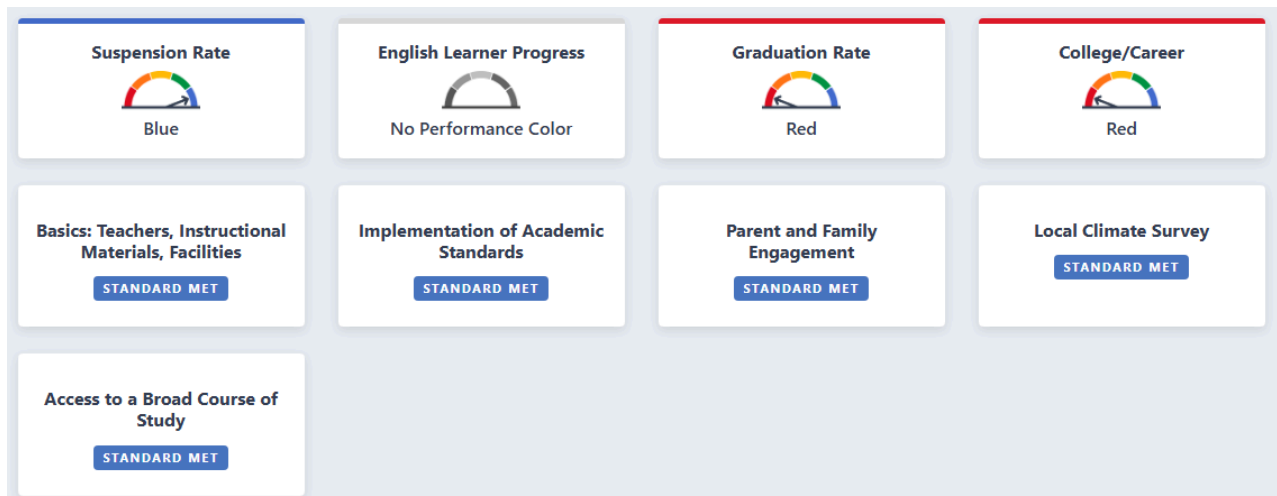 Suspension Rate
Blue
English Learner Progress
No Performance Color
Graduation Rate
Red
College/Career
Red
Basics: Teachers, Instructional
Materials, Facilities
STANDARD MET
Implementation of Academic
Standards
STANDARD MET
Parent and Family
Engagement
STANDARD MET
Local Climate Survey
STANDARD MET
Access to a Broad Course of
Study
STANDARD MET